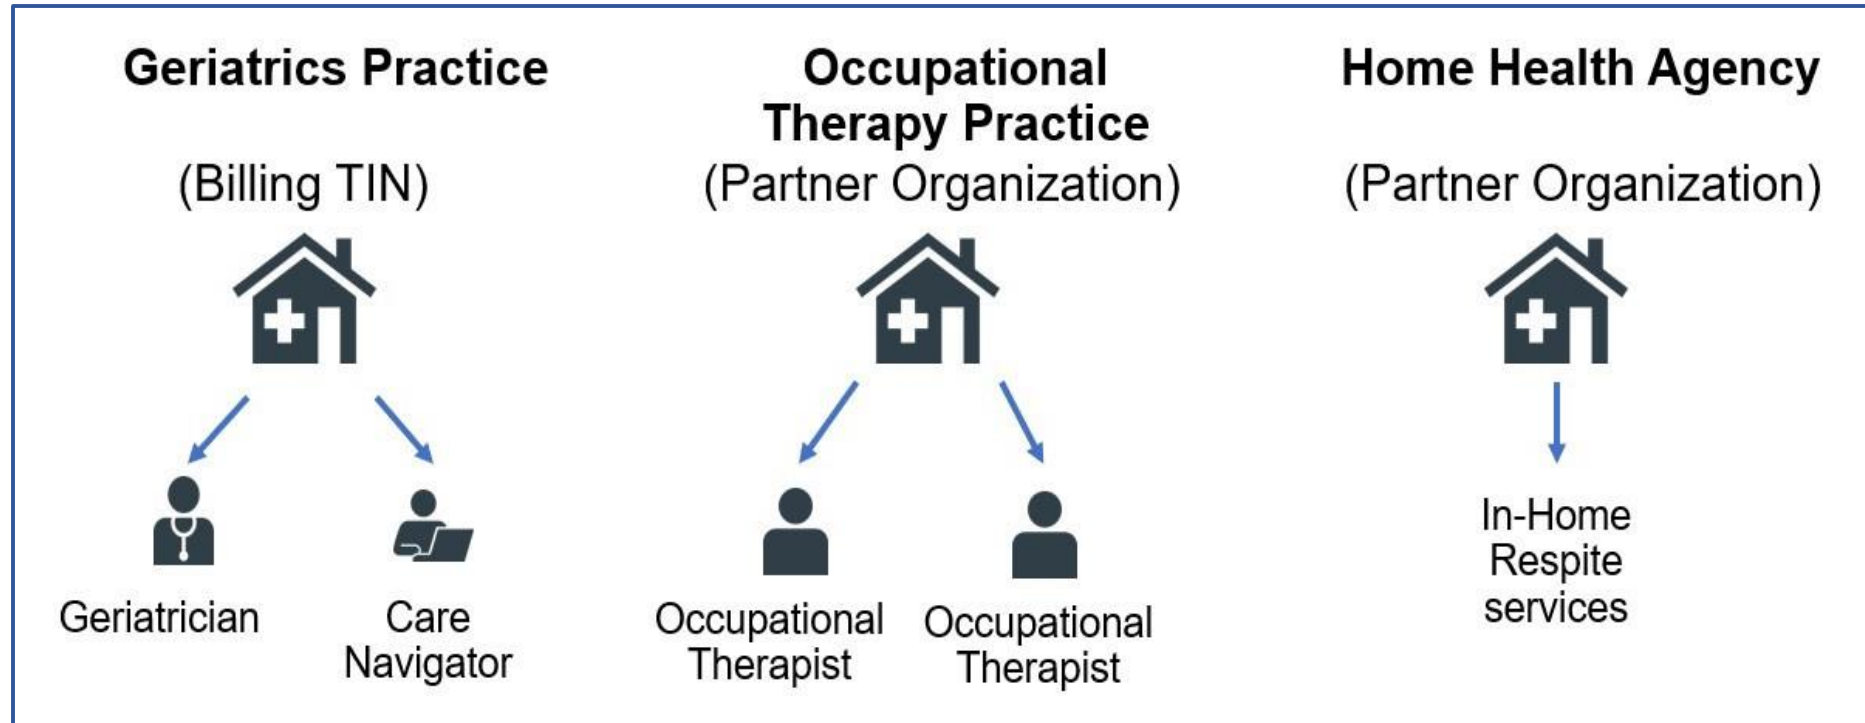 Geriatrics Practice
(Billing TIN)
Geriatrician
Care
Navigator
Occupational
Therapy Practice
(Partner Organization)
Occupational
Therapist
Occupational
Therapist
Home Health Agency
(Partner Organization)
In-Home
Respite
services